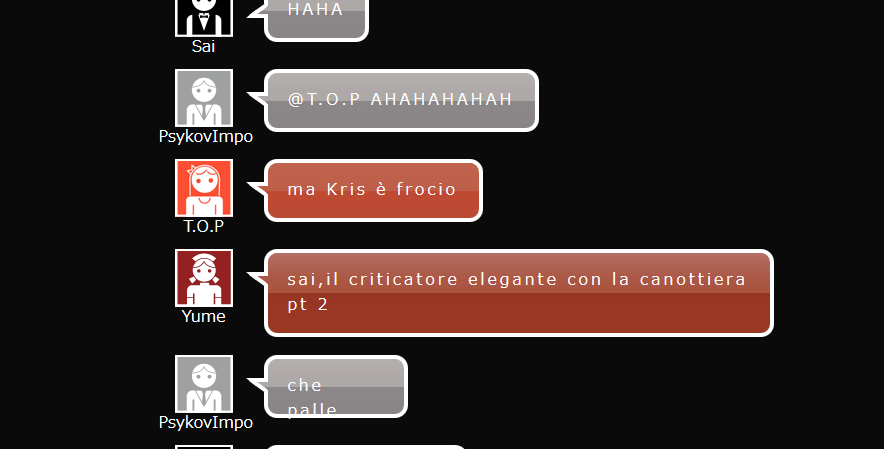 HAHA
Sai
@T.O.P AHAHAHAHAH
PsykovImpo
ma Kris è frocio
T.O.P
sai,il criticatore elegante con la canottiera
pt 2
Yume
che
palle
PsykovImpo